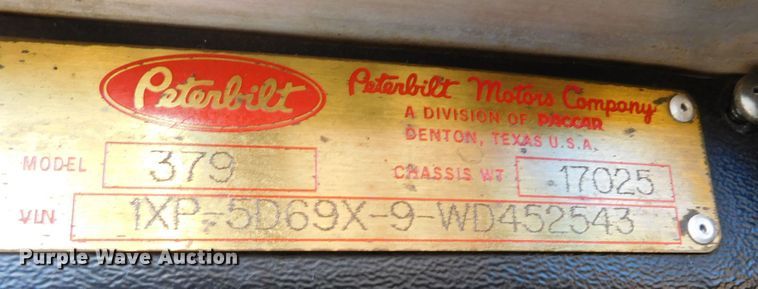 Peterbilt
Peterbilt Motors Company
A DIVISION OF PACCAR
DENTON, TEXAS U.S.A.
MODEL 379 CHASSIS WT 17025
VIN 1XP-5D69X-9-WD452543
Purple Wave Auction